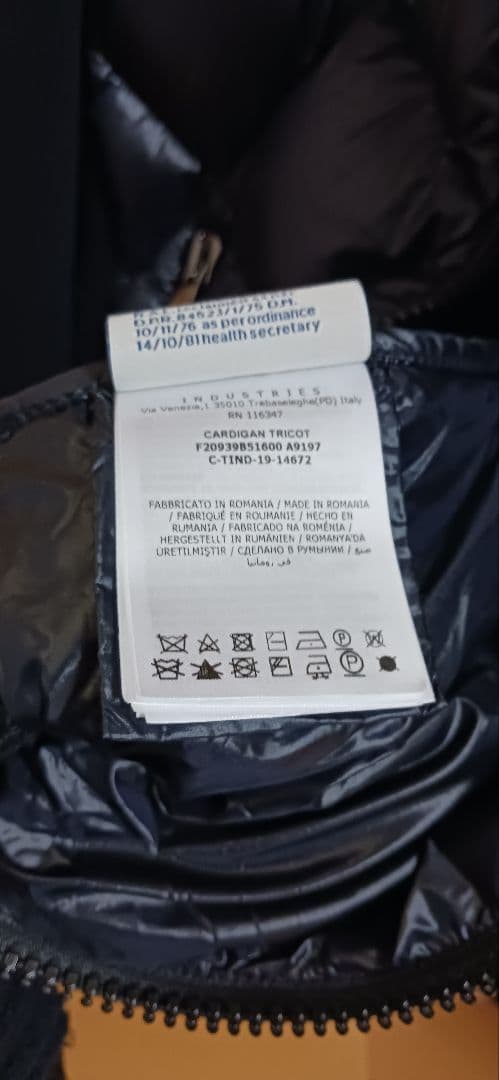 D.P.R. 84523/1/75 D.M.
10/11/76 as per ordinance
14/10/81 health secretary
INDUSTRIES
Via Venezia,1 35010 Trebaseleghe(PD) Italy
RN 116347
CARDIGAN TRICOT
F20939B51600 A9197
C-TIND-19-14672
FABBRICATO IN ROMANIA / MADE IN ROMANIA
/ FABRIQUÉ EN ROUMANIE / HECHO EN
RUMANIA / FABRICADO NA ROMÉNIA /
HERGESTELLT IN RUMÄNIEN / ROMANYA'DA
ÜRETILMIŞTIR / СДЕЛАНО В РУМЫНИИ / صنع
في رومانيا
P W
P